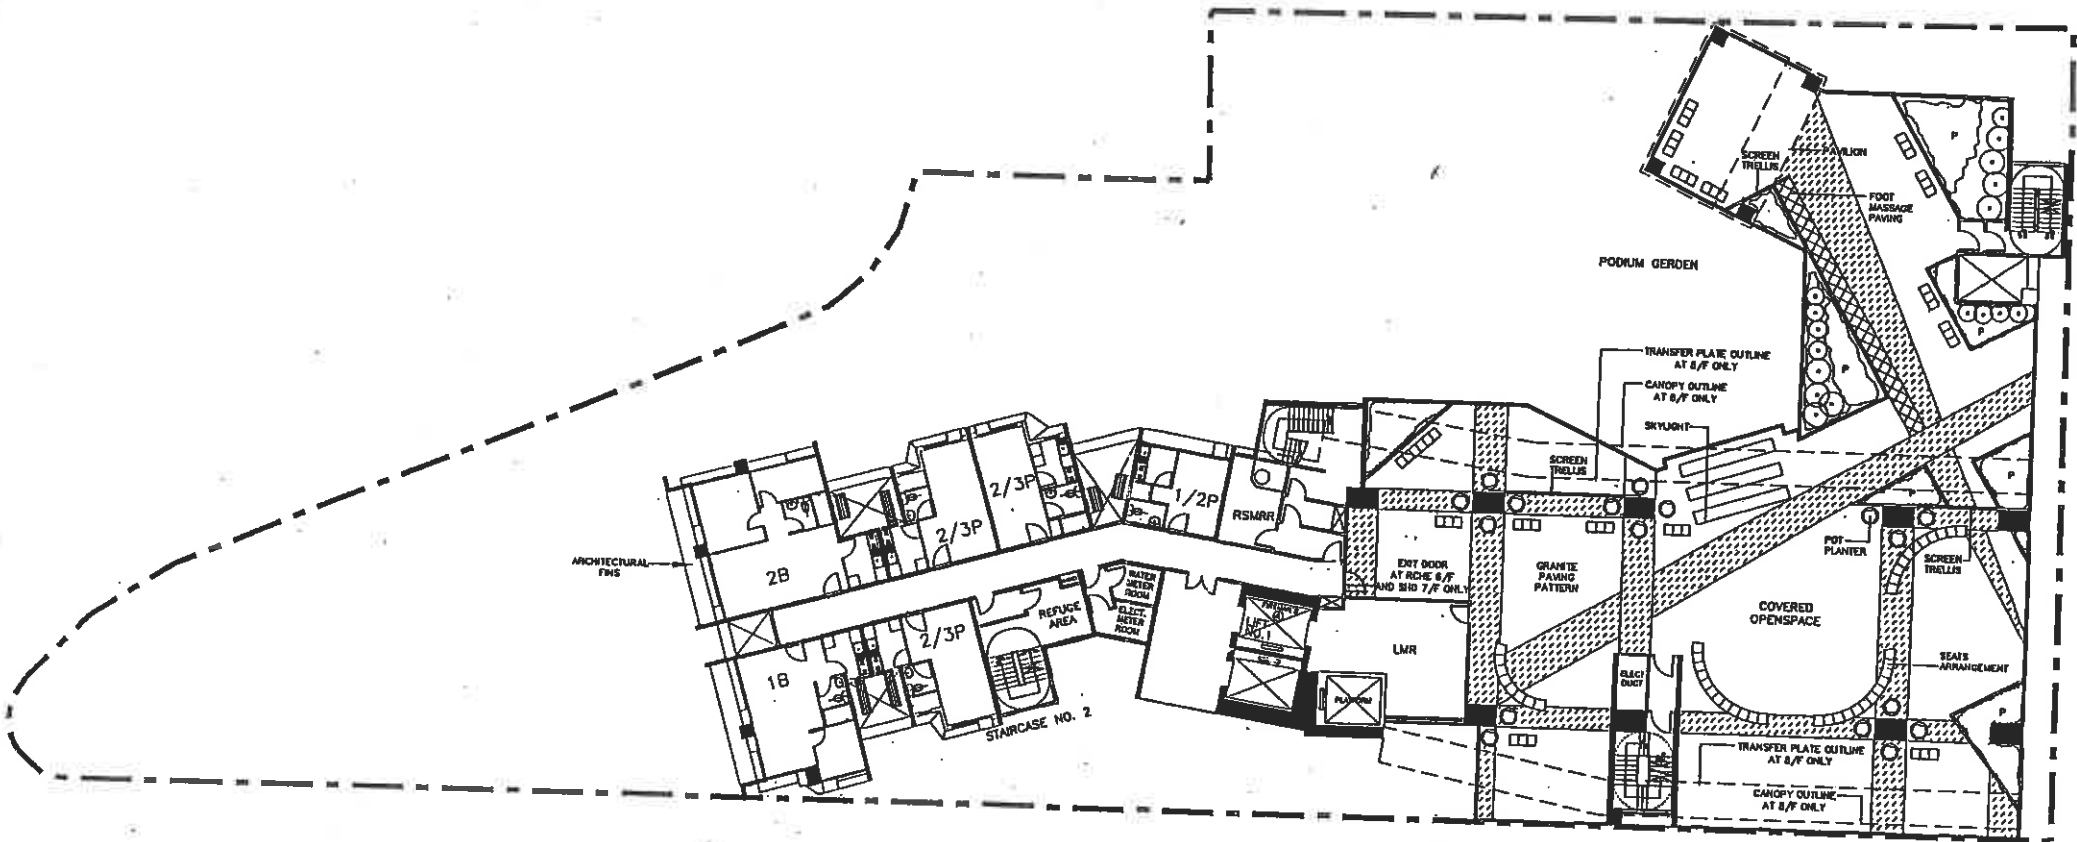 SCREEN
TRELLIS
PAVILION
P
FOOT
MASSAGE
PAVING
PODIUM GERDEN
P
TRANSFER PLATE OUTLINE
AT 8/F ONLY
CANOPY OUTLINE
AT 8/F ONLY
P
SKYLIGHT
SCREEN
TRELLIS
P
P
2/3P
2/3P
1/2P
RSMRR
POT
PLANTER
SCREEN
TRELLIS
ARCHITECTURAL
FINS
2B
WATER
METER
ROOM
ELECT.
METER
ROOM
REFUGE
AREA
EXIT DOOR
AT RCHE 6/F
AND SHD 7/F ONLY
GRANITE
PAVING
PATTERN
COVERED
OPENSPACE
2/3P
LIFT
NO.1
LMR
SEATS
ARRANGEMENT
1B
ELECT
DUCT
PLATFORM
P
STAIRCASE NO. 2
TRANSFER PLATE OUTLINE
AT 8/F ONLY
CANOPY OUTLINE
AT 8/F ONLY